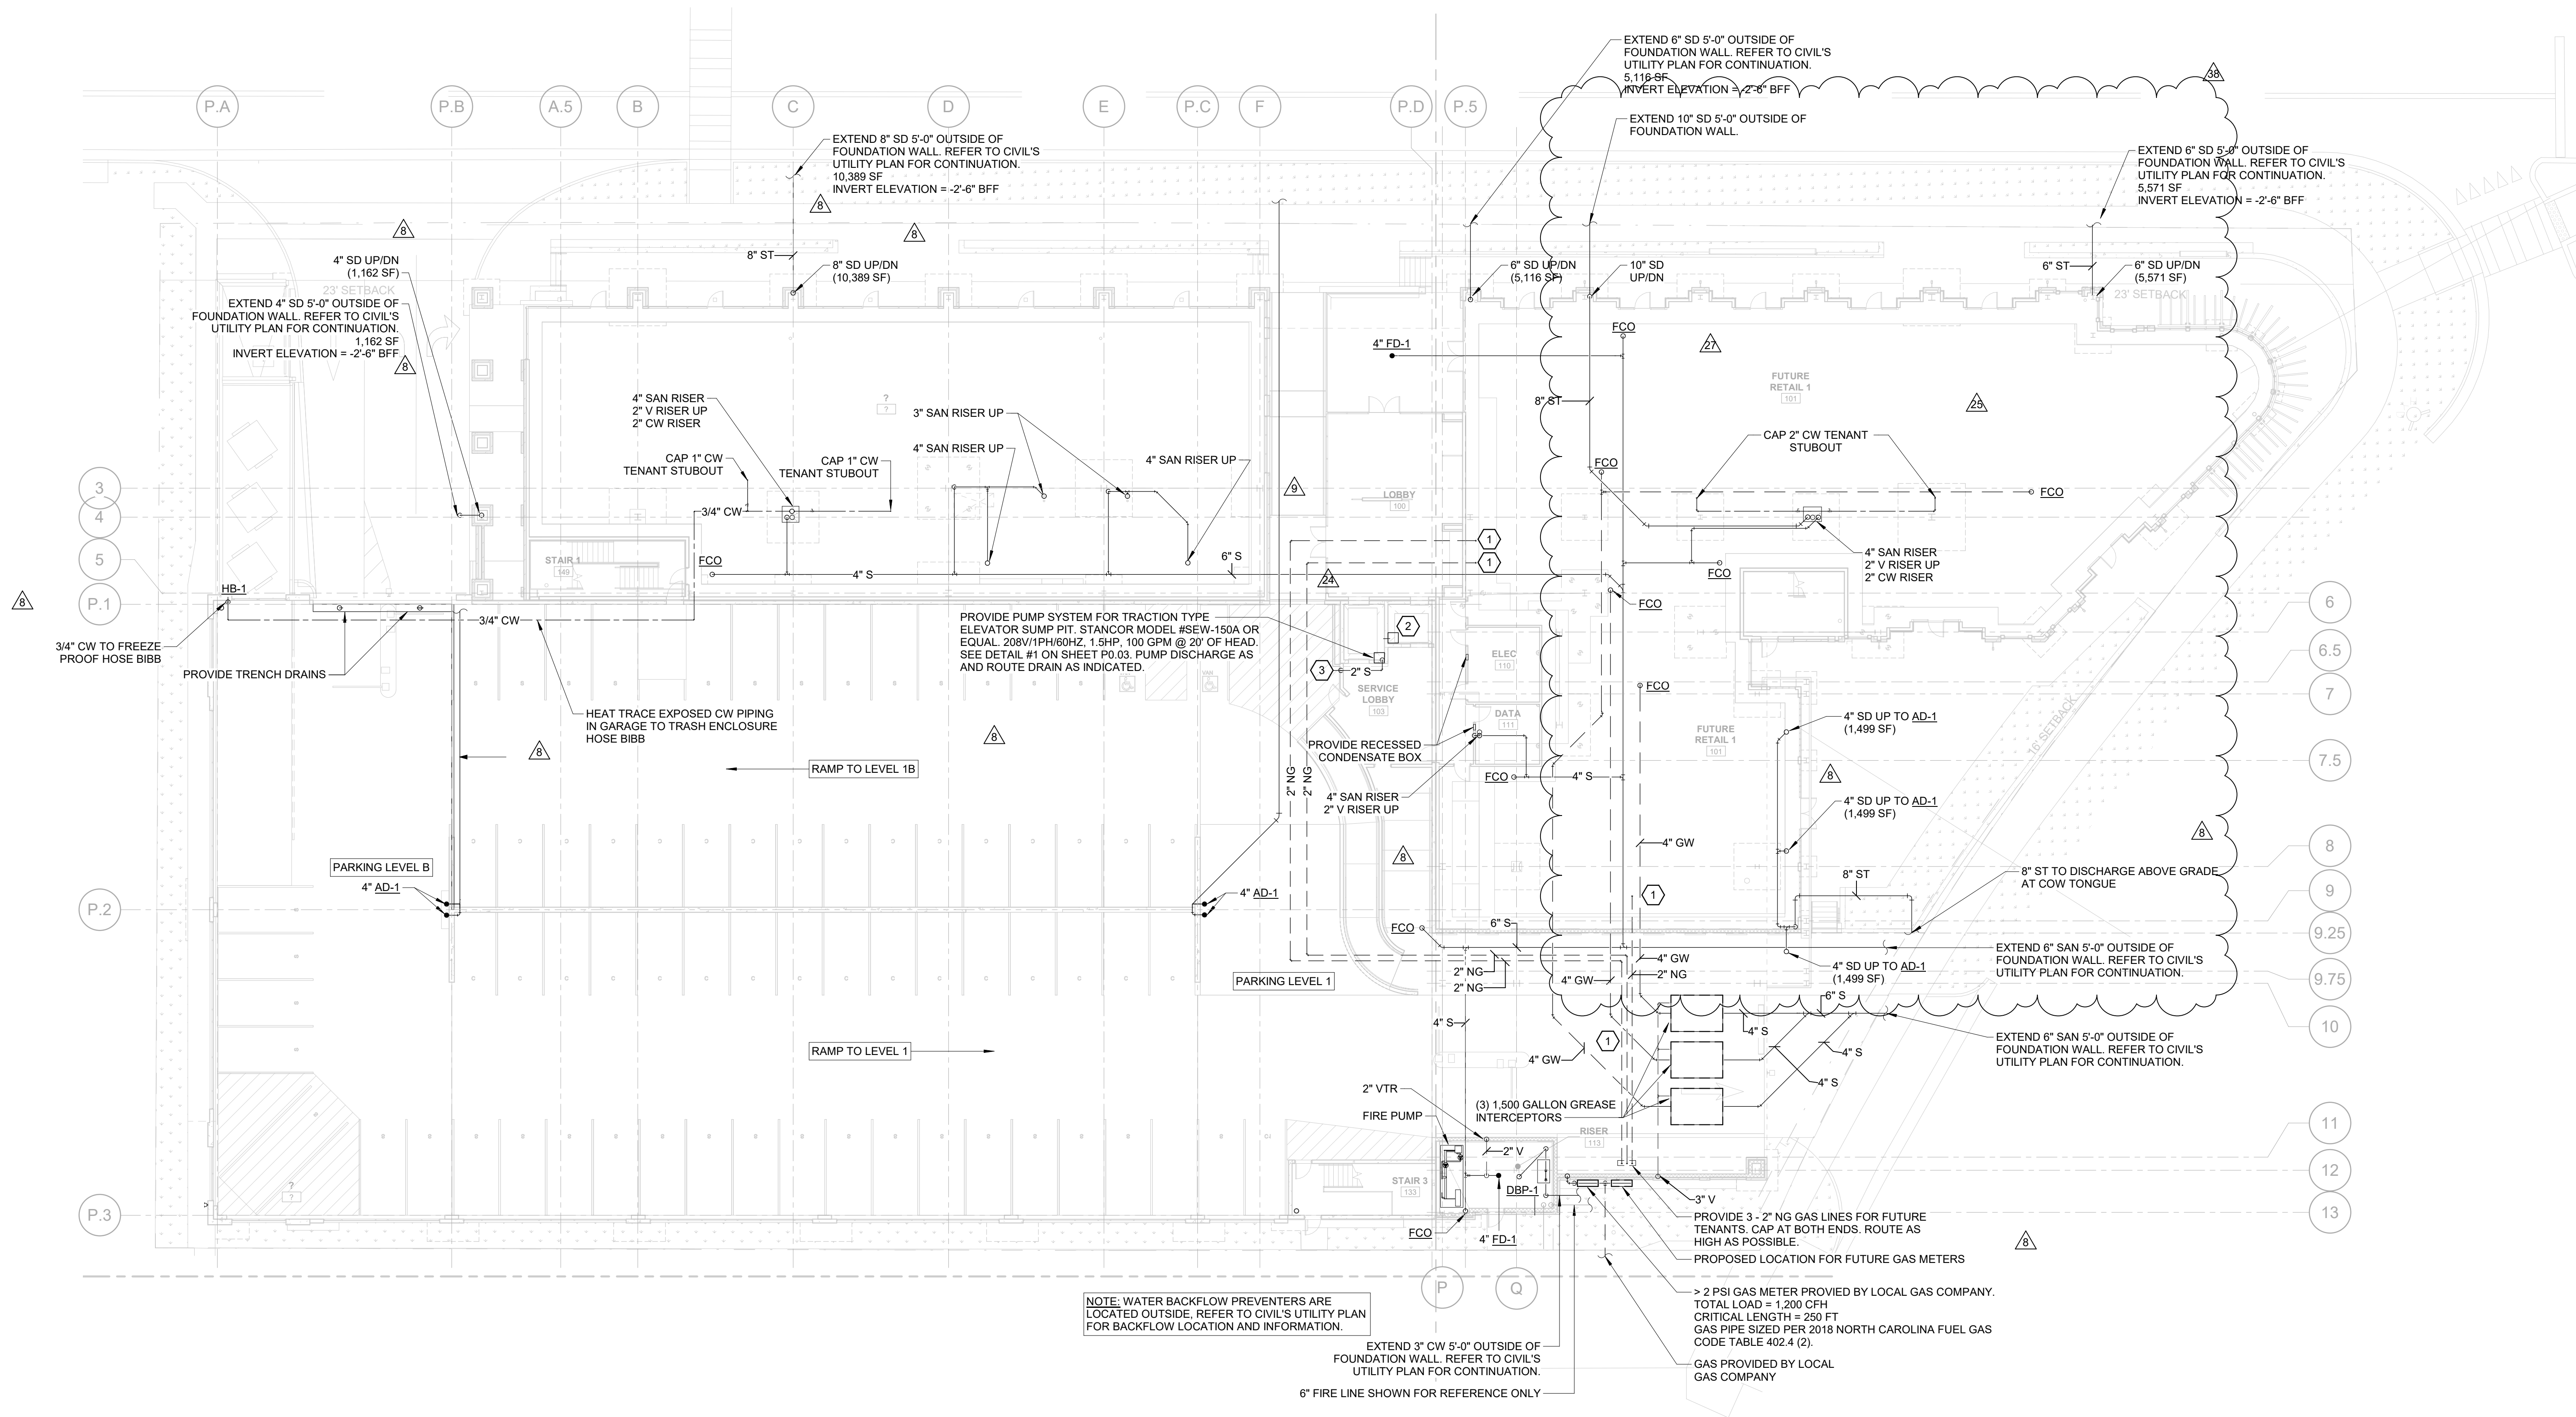 EXTEND 6" SD 5'-0" OUTSIDE OF
FOUNDATION WALL. REFER TO CIVIL'S
UTILITY PLAN FOR CONTINUATION.
5,116 SF
INVERT ELEVATION = -2'-6" BFF
38
P.A
P.B
A.5
B
C
D
E
P.C
F
P.D
P.5
EXTEND 10" SD 5'-0" OUTSIDE OF
FOUNDATION WALL.
EXTEND 8" SD 5'-0" OUTSIDE OF
FOUNDATION WALL. REFER TO CIVIL'S
UTILITY PLAN FOR CONTINUATION.
10,389 SF
INVERT ELEVATION = -2'-6" BFF
EXTEND 6" SD 5'-0" OUTSIDE OF
FOUNDATION WALL. REFER TO CIVIL'S
UTILITY PLAN FOR CONTINUATION.
5,571 SF
INVERT ELEVATION = -2'-6" BFF
8
8
8
4" SD UP/DN
(1,162 SF)
23' SETBACK
8" ST
8" SD UP/DN
(10,389 SF)
6" SD UP/DN
(5,116 SF)
10" SD
UP/DN
6" ST
6" SD UP/DN
(5,571 SF)
23' SETBACK
EXTEND 4" SD 5'-0" OUTSIDE OF
FOUNDATION WALL. REFER TO CIVIL'S
UTILITY PLAN FOR CONTINUATION.
1,162 SF
INVERT ELEVATION = -2'-6" BFF
8
FCO
4" FD-1
27
FUTURE
RETAIL 1
101
25
8" ST
4" SAN RISER
2" V RISER UP
2" CW RISER
?
?
3" SAN RISER UP
CAP 2" CW TENANT
STUBOUT
CAP 1" CW
TENANT STUBOUT
CAP 1" CW
TENANT STUBOUT
4" SAN RISER UP
4" SAN RISER UP
FCO
3
4
5
P.1
9
LOBBY
100
FCO
3/4" CW
1
1
4" SAN RISER
2" V RISER UP
2" CW RISER
STAIR 1
149
FCO
4" S
6" S
24
FCO
FCO
HB-1
8
6
6.5
7
7.5
8
9
9.25
9.75
10
11
12
13
3/4" CW
3/4" CW TO FREEZE
PROOF HOSE BIBB
PROVIDE TRENCH DRAINS
PROVIDE PUMP SYSTEM FOR TRACTION TYPE
ELEVATOR SUMP PIT. STANCOR MODEL #SEW-150A OR
EQUAL. 208V/1PH/60HZ, 1.5HP, 100 GPM @ 20' OF HEAD.
SEE DETAIL #1 ON SHEET P0.03. PUMP DISCHARGE AS
AND ROUTE DRAIN AS INDICATED.
2
3
2" S
ELEC
110
SERVICE
LOBBY
103
FCO
DATA
111
FUTURE
RETAIL 1
101
4" SD UP TO AD-1
(1,499 SF)
16' SETBACK
HEAT TRACE EXPOSED CW PIPING
IN GARAGE TO TRASH ENCLOSURE
HOSE BIBB
8
8
PROVIDE RECESSED
CONDENSATE BOX
RAMP TO LEVEL 1B
2" NG
2" NG
FCO
4" S
8
4" SAN RISER
2" V RISER UP
4" SD UP TO AD-1
(1,499 SF)
8
4" GW
8
PARKING LEVEL B
4" AD-1
4" AD-1
8" ST
8" ST TO DISCHARGE ABOVE GRADE
AT COW TONGUE
1
P.2
FCO
6" S
EXTEND 6" SAN 5'-0" OUTSIDE OF
FOUNDATION WALL. REFER TO CIVIL'S
UTILITY PLAN FOR CONTINUATION.
4" GW
2" NG
2" NG
2" NG
4" GW
4" SD UP TO AD-1
(1,499 SF)
PARKING LEVEL 1
6" S
4" S
4" S
EXTEND 6" SAN 5'-0" OUTSIDE OF
FOUNDATION WALL. REFER TO CIVIL'S
UTILITY PLAN FOR CONTINUATION.
RAMP TO LEVEL 1
1
4" GW
4" S
4" S
2" VTR
FIRE PUMP
(3) 1,500 GALLON GREASE
INTERCEPTORS
RISER
113
2" V
STAIR 3
133
DBP-1
?
?
P.3
FCO
4" FD-1
3" V
PROVIDE 3 - 2" NG GAS LINES FOR FUTURE
TENANTS. CAP AT BOTH ENDS. ROUTE AS
HIGH AS POSSIBLE.
8
PROPOSED LOCATION FOR FUTURE GAS METERS
P
Q
NOTE: WATER BACKFLOW PREVENTERS ARE
LOCATED OUTSIDE, REFER TO CIVIL'S UTILITY PLAN
FOR BACKFLOW LOCATION AND INFORMATION.
> 2 PSI GAS METER PROVIED BY LOCAL GAS COMPANY.
TOTAL LOAD = 1,200 CFH
CRITICAL LENGTH = 250 FT
GAS PIPE SIZED PER 2018 NORTH CAROLINA FUEL GAS
CODE TABLE 402.4 (2).
EXTEND 3" CW 5'-0" OUTSIDE OF
FOUNDATION WALL. REFER TO CIVIL'S
UTILITY PLAN FOR CONTINUATION.
GAS PROVIDED BY LOCAL
GAS COMPANY
6" FIRE LINE SHOWN FOR REFERENCE ONLY